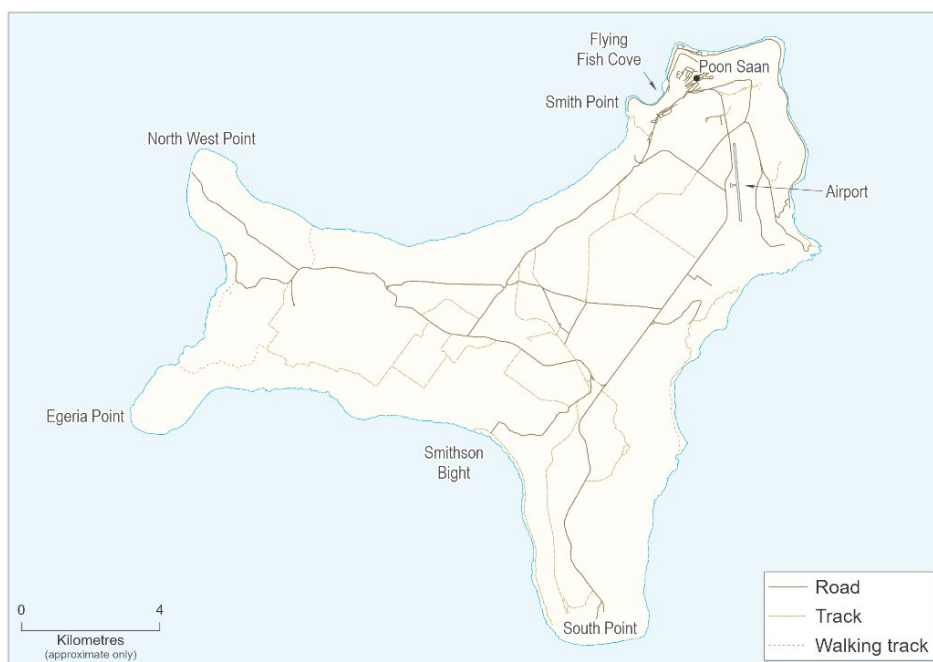 Flying
Fish Cove
Poon Saan
Smith Point
North West Point
Airport
Egeria Point
Smithson
Bight
South Point
0 4
Kilometres
(approximate only)
Road
Track
Walking track